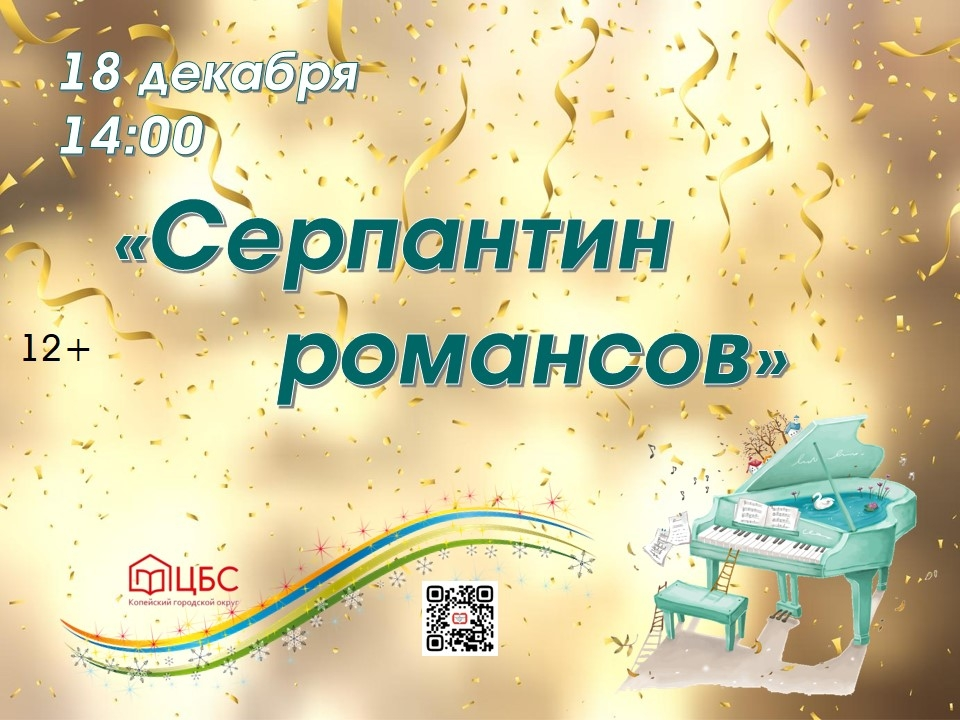 18 декабря
14:00
«Серпантин
романсов»
12+
ЦБС
Копейский городской округ